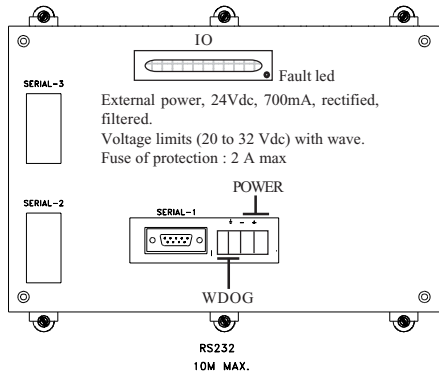 IO
Fault led
SERIAL-3
External power, 24Vdc, 700mA, rectified,
filtered.
Voltage limits (20 to 32 Vdc) with wave.
Fuse of protection : 2 A max
POWER
SERIAL-2
SERIAL-1
- +
WDOG
RS232
10M MAX.